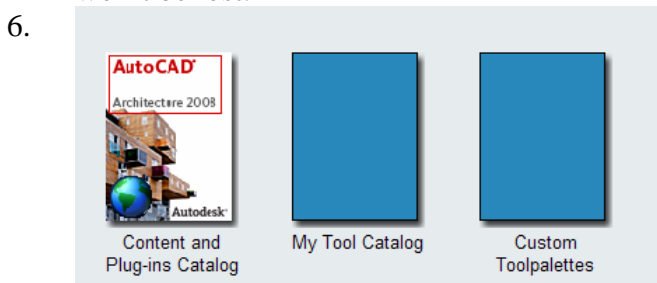 6.
AutoCAD®
Architecture 2008
Autodesk®
Content and
Plug-ins Catalog
My Tool Catalog
Custom
Toolpalettes